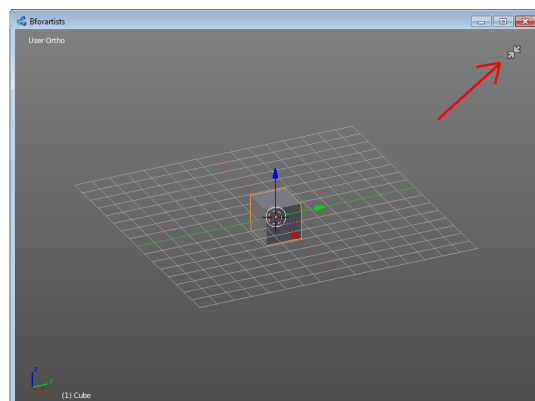 Bforartists
User Ortho
z
y
(1) Cube